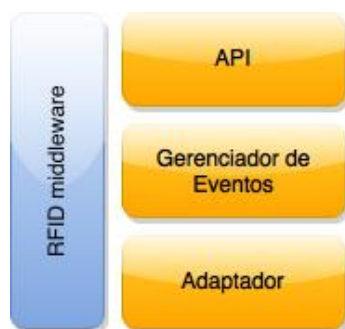 RFID middleware
API
Gerenciador de
Eventos
Adaptador